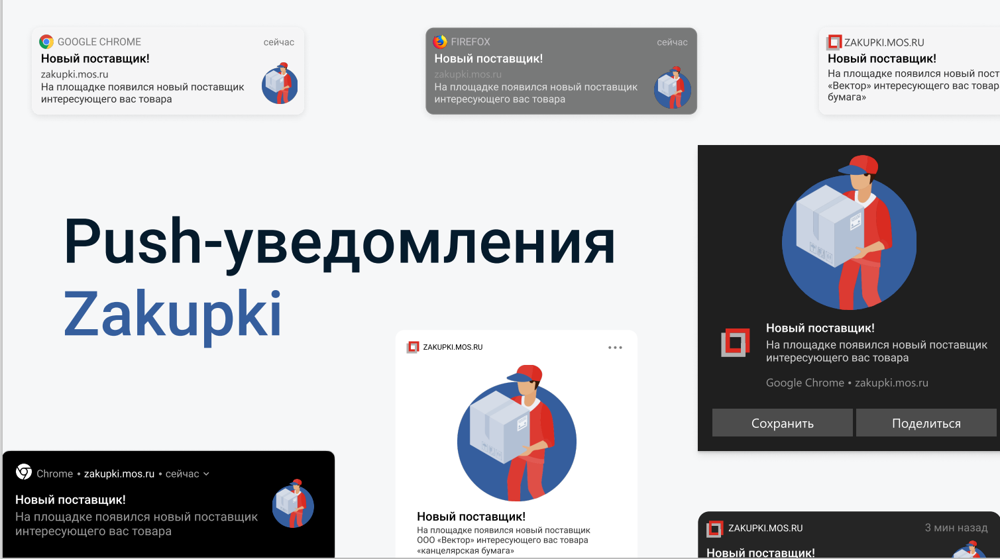 GOOGLE CHROME
сейчас
Новый поставщик!
zakupki.mos.ru
На площадке появился новый поставщик
интересующего вас товара
FIREFOX
сейчас
Новый поставщик!
zakupki.mos.ru
На площадке появился новый поставщик
интересующего вас товара
ZAKUPKI.MOS.RU
Новый поставщик!
На площадке появился новый пост
«Вектор» интересующего вас товар
бумага»
Push-уведомления
Zakupki
Новый поставщик!
На площадке появился новый поставщик
интересующего вас товара
Google Chrome • zakupki.mos.ru
Сохранить
Поделиться
ZAKUPKI.MOS.RU
Новый поставщик!
На площадке появился новый поставщик
ООО «Вектор» интересующего вас товара
«канцелярская бумага»
Chrome • zakupki.mos.ru • сейчас
Новый поставщик!
На площадке появился новый поставщик
интересующего вас товара
ZAKUPKI.MOS.RU
3 мин назад
Новый поставщик!